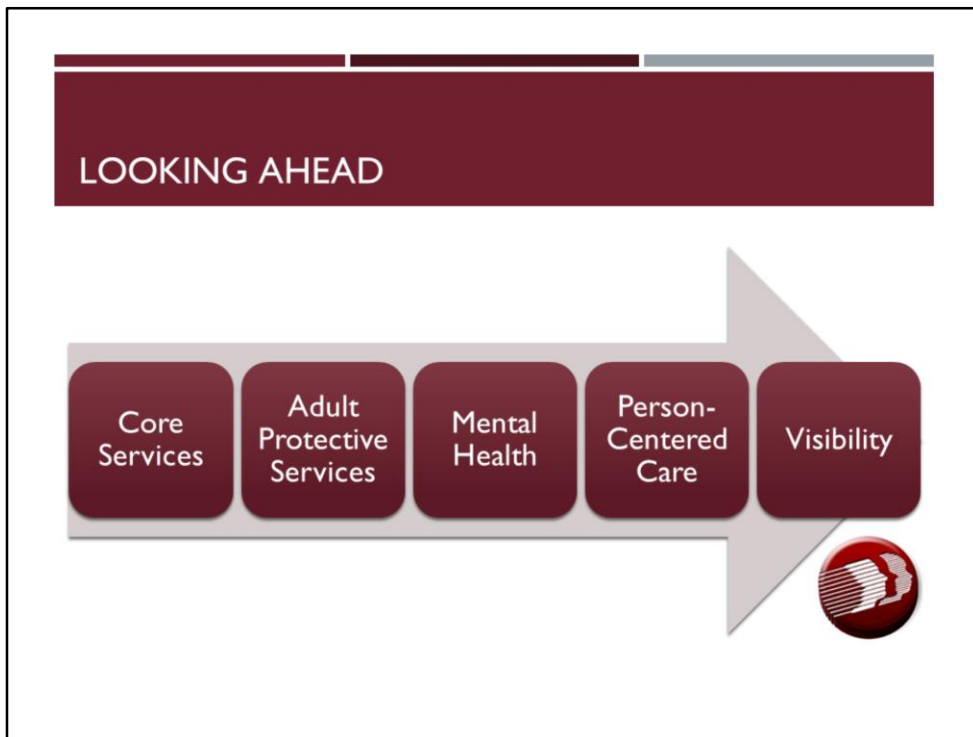 LOOKING AHEAD
Core
Services
Adult
Protective
Services
Mental
Health
Person-
Centered
Care
Visibility